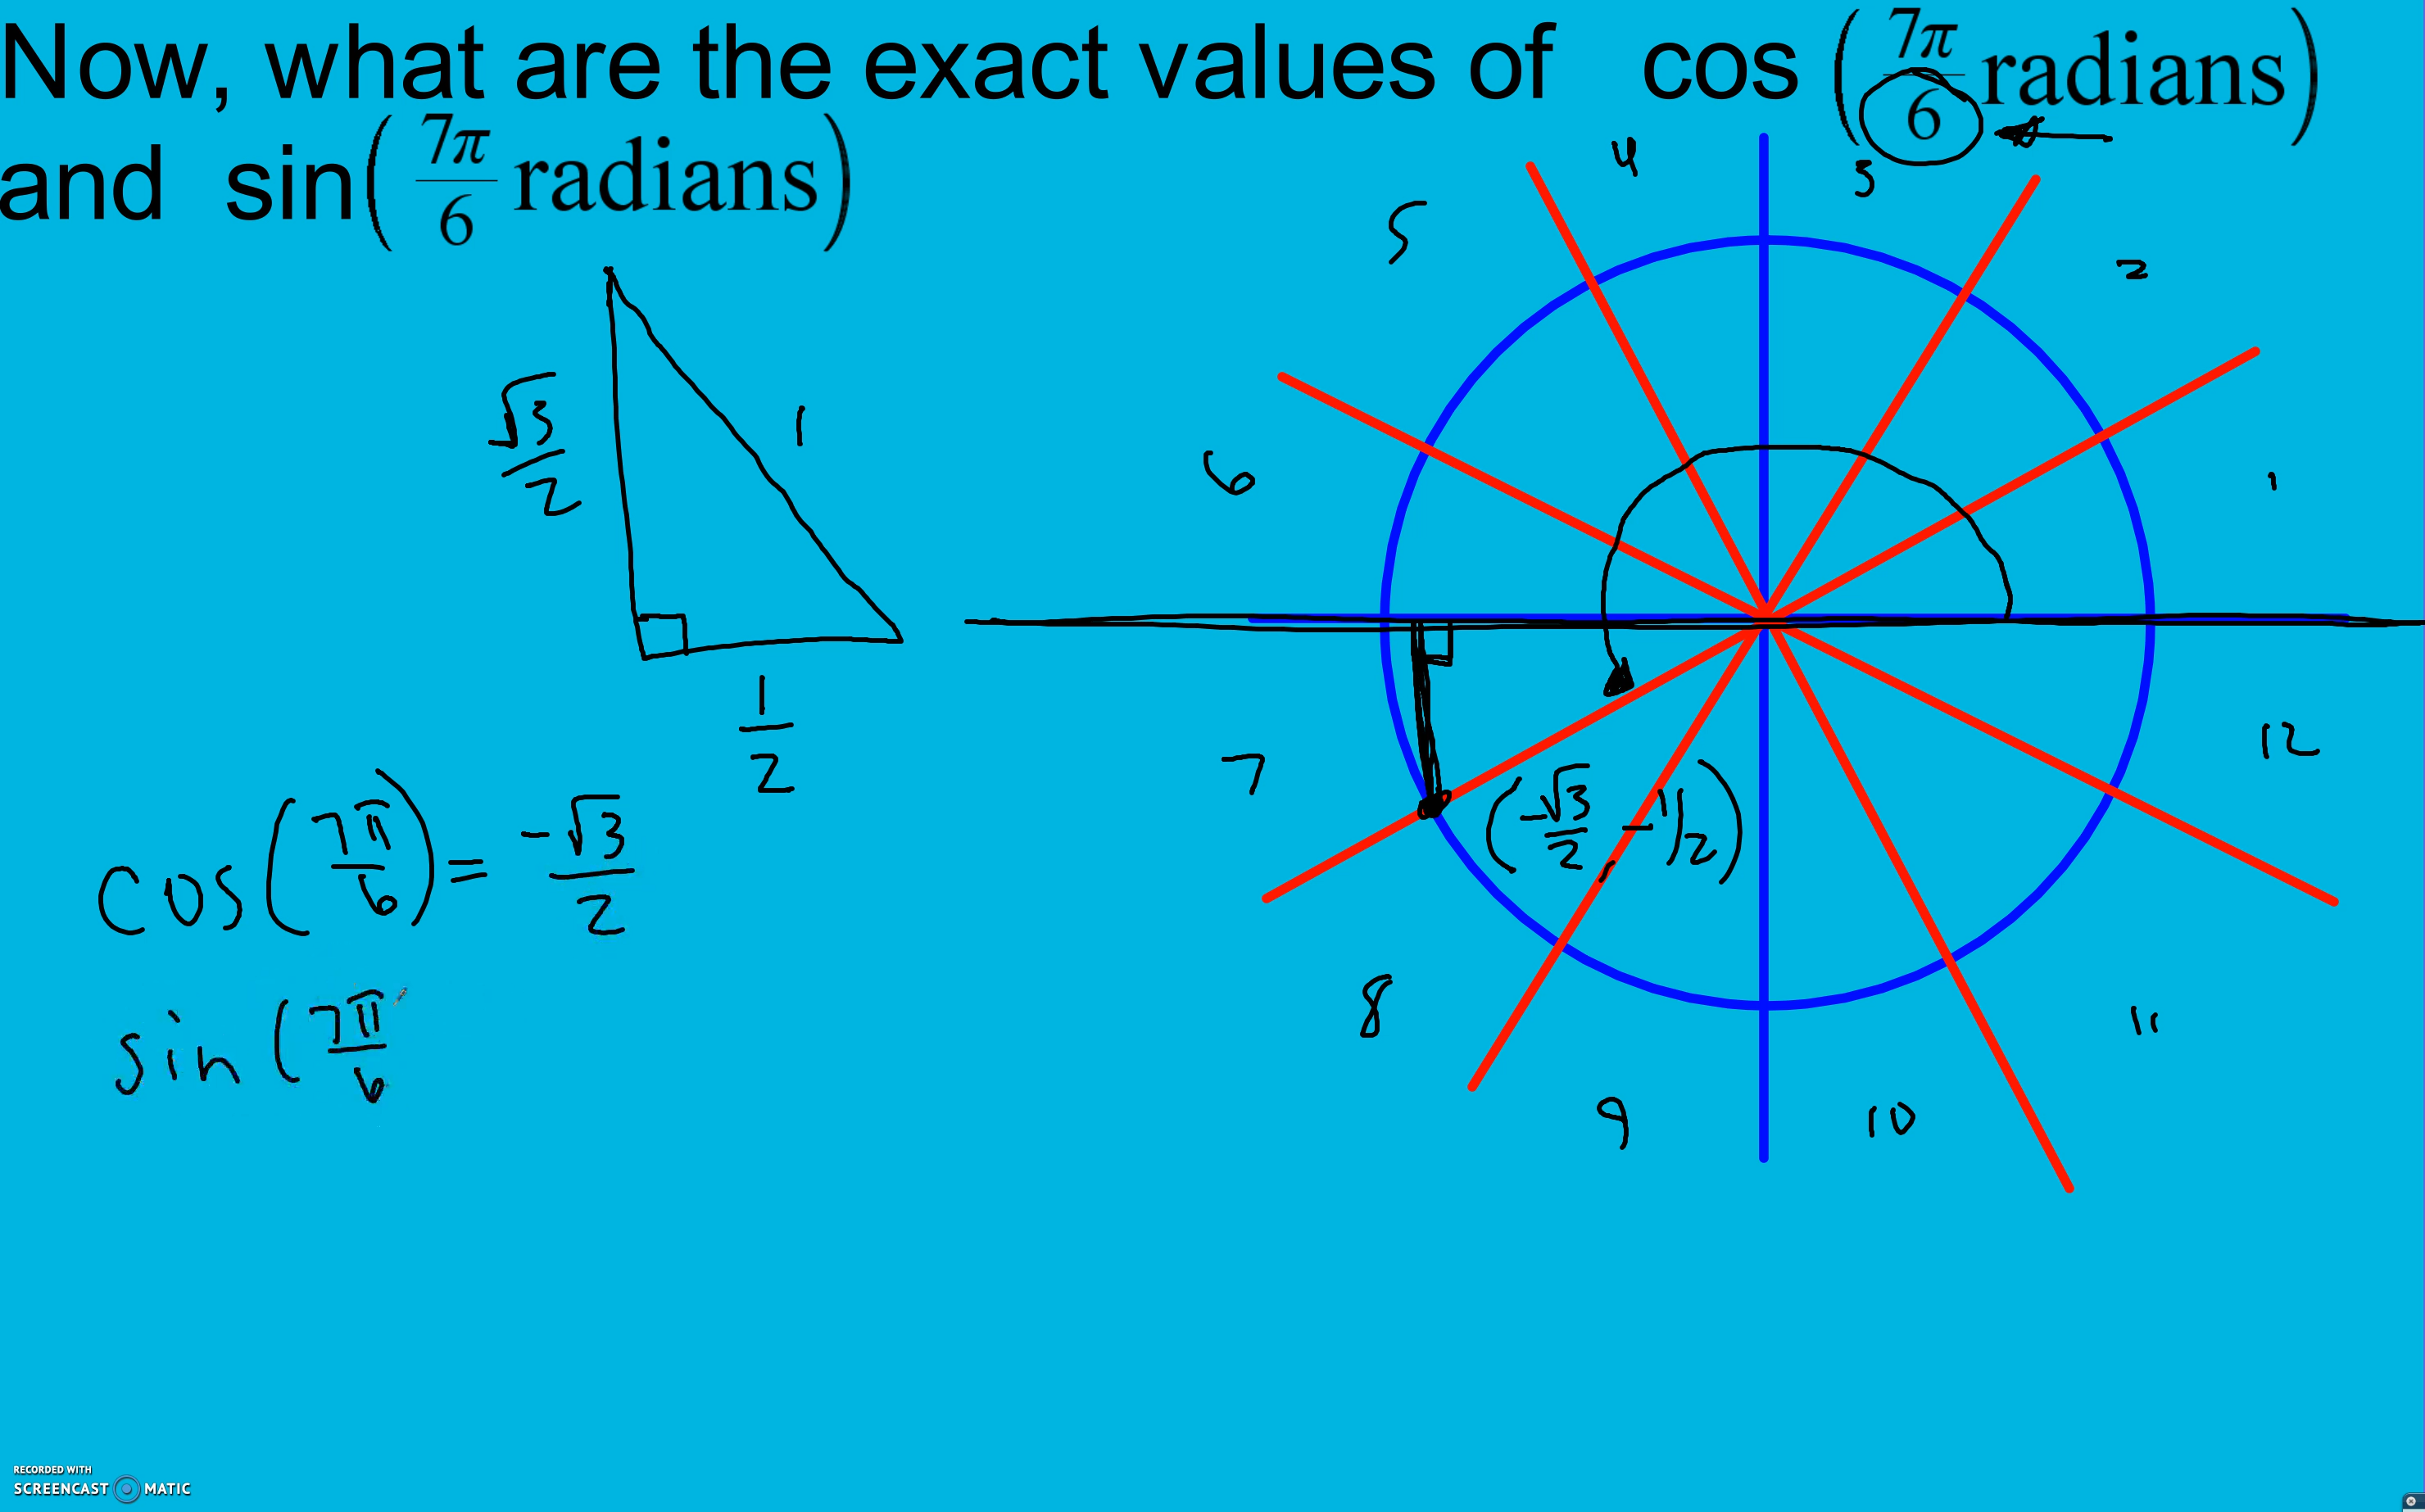 Now, what are the exact values of cos (7π/6 radians)
and sin(7π/6 radians)
4
3
5
2
√3/2
1
6
1
1/2
12
7
(-√3/2, -1/2)
cos(7π/6) = -√3/2
8
sin(7π/6
11
9
10
RECORDED WITH
SCREENCAST MATIC